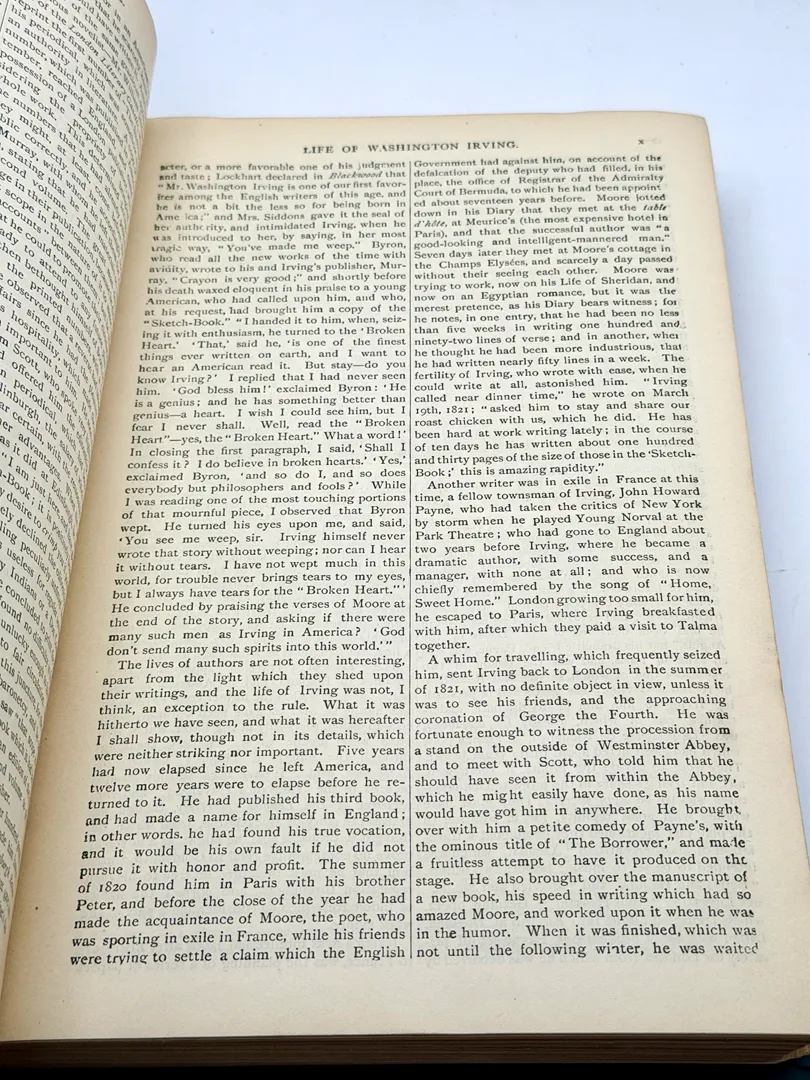 LIFE OF WASHINGTON IRVING.
x
acter, or a more favorable one of his judgment
and taste; Lockhart declared in Blackwood that
"Mr. Washington Irving is one of our first favor-
ites among the English writers of this age, and
he is not a bit the less so for being born in
America;" and Mrs. Siddons gave it the seal of
her authority, and intimidated Irving, when he
was introduced to her, by saying, in her most
tragic way, "You've made me weep." Byron,
who read all the new works of the time with
avidity, wrote to his and Irving's publisher, Mur-
ray, "Crayon is very good;" and shortly before
his death waxed eloquent in his praise to a young
American, who had called upon him, and who,
at his request, had brought him a copy of the
"Sketch-Book." "I handed it to him, when, seiz-
ing it with enthusiasm, he turned to the 'Broken
Heart.' 'That,' said he, 'is one of the finest
things ever written on earth, and I want to
hear an American read it. But stay—do you
know Irving?' I replied that I had never seen
him. 'God bless him!' exclaimed Byron: 'He
is a genius; and he has something better than
genius—a heart. I wish I could see him, but I
fear I never shall. Well, read the "Broken
Heart"—yes, the "Broken Heart." What a word!'
In closing the first paragraph, I said, 'Shall I
confess it? I do believe in broken hearts.' 'Yes,'
exclaimed Byron, 'and so do I, and so does
everybody but philosophers and fools?' While
I was reading one of the most touching portions
of that mournful piece, I observed that Byron
wept. He turned his eyes upon me, and said,
'You see me weep, sir. Irving himself never
wrote that story without weeping; nor can I hear
it without tears. I have not wept much in this
world, for trouble never brings tears to my eyes,
but I always have tears for the "Broken Heart."'
He concluded by praising the verses of Moore at
the end of the story, and asking if there were
many such men as Irving in America? 'God
don't send many such spirits into this world.'"
The lives of authors are not often interesting,
apart from the light which they shed upon
their writings, and the life of Irving was not, I
think, an exception to the rule. What it was
hitherto we have seen, and what it was hereafter
I shall show, though not in its details, which
were neither striking nor important. Five years
had now elapsed since he left America, and
twelve more years were to elapse before he re-
turned to it. He had published his third book,
and had made a name for himself in England;
in other words. he had found his true vocation,
and it would be his own fault if he did not
pursue it with honor and profit. The summer
of 1820 found him in Paris with his brother
Peter, and before the close of the year he had
made the acquaintance of Moore, the poet, who
was sporting in exile in France, while his friends
were trying to settle a claim which the English
Government had against him, on account of the
defalcation of the deputy who had filled, in his
place, the office of Registrar of the Admiralty
Court of Bermuda, to which he had been appoint
ed about seventeen years before. Moore jotted
down in his Diary that they met at the table
d'hôte, at Meurice's (the most expensive hotel in
Paris), and that the successful author was "a
good-looking and intelligent-mannered man."
Seven days later they met at Moore's cottage in
the Champs Elysées, and scarcely a day passed
without their seeing each other. Moore was
trying to work, now on his Life of Sheridan, and
now on an Egyptian romance, but it was the
merest pretence, as his Diary bears witness; for
he notes, in one entry, that he had been no less
than five weeks in writing one hundred and
ninety-two lines of verse; and in another, when
he thought he had been more industrious, that
he had written nearly fifty lines in a week. The
fertility of Irving, who wrote with ease, when he
could write at all, astonished him. "Irving
called near dinner time," he wrote on March
19th, 1821; "asked him to stay and share our
roast chicken with us, which he did. He has
been hard at work writing lately; in the course
of ten days he has written about one hundred
and thirty pages of the size of those in the 'Sketch-
Book;' this is amazing rapidity."
Another writer was in exile in France at this
time, a fellow townsman of Irving, John Howard
Payne, who had taken the critics of New York
by storm when he played Young Norval at the
Park Theatre; who had gone to England about
two years before Irving, where he became a
dramatic author, with some success, and a
manager, with none at all; and who is now
chiefly remembered by the song of "Home,
Sweet Home." London growing too small for him,
he escaped to Paris, where Irving breakfasted
with him, after which they paid a visit to Talma
together.
A whim for travelling, which frequently seized
him, sent Irving back to London in the summer
of 1821, with no definite object in view, unless it
was to see his friends, and the approaching
coronation of George the Fourth. He was
fortunate enough to witness the procession from
a stand on the outside of Westminster Abbey,
and to meet with Scott, who told him that he
should have seen it from within the Abbey,
which he might easily have done, as his name
would have got him in anywhere. He brought
over with him a petite comedy of Payne's, with
the ominous title of "The Borrower," and made
a fruitless attempt to have it produced on the
stage. He also brought over the manuscript of
a new book, his speed in writing which had so
amazed Moore, and worked upon it when he was
in the humor. When it was finished, which was
not until the following winter, he was waited